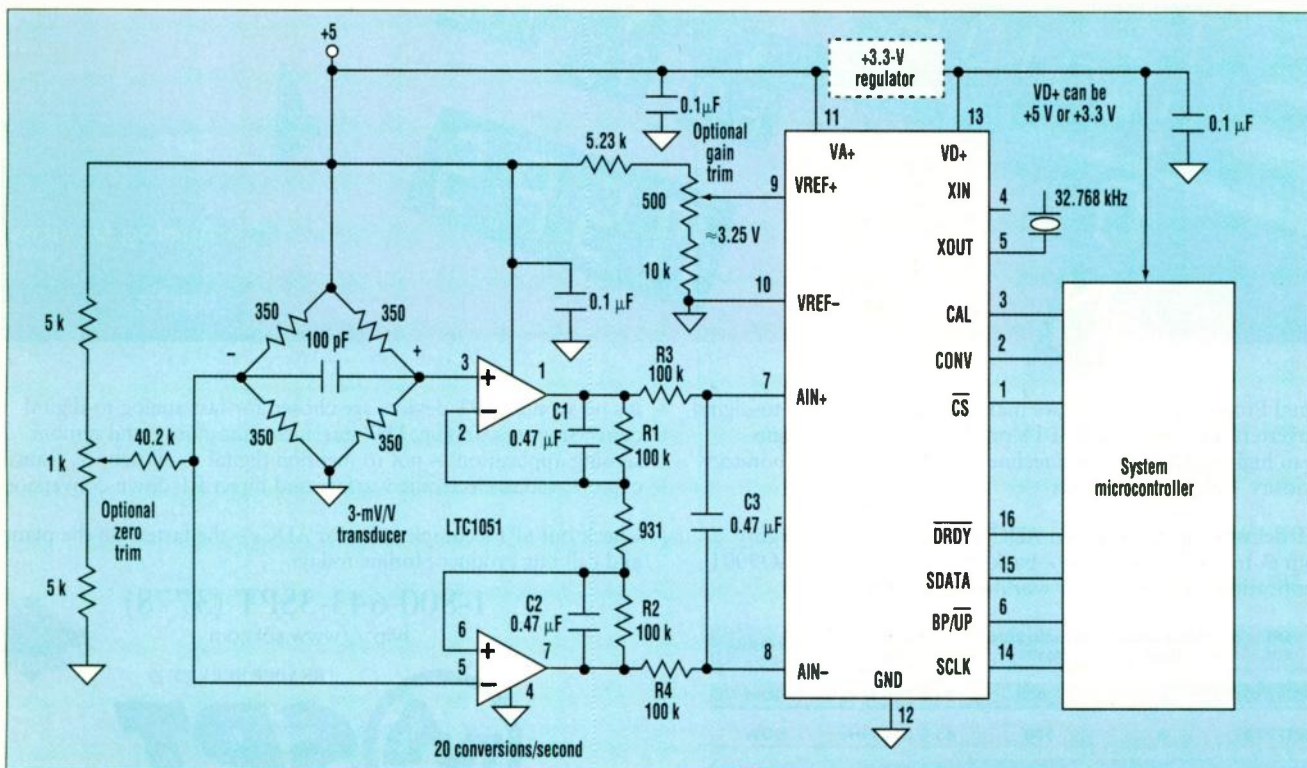 +5
+3.3-V
regulator
VD+ can be
+5 V or +3.3 V
0.1 µF
0.1 µF
Optional
gain
trim
5.23 k
500
≈3.25 V
10 k
0.1 µF
11
13
VA+
VD+
9
VREF+
XIN
4
32.768 kHz
XOUT
5
10
VREF–
CAL
3
CONV
2
CS
1
7
AIN+
System
microcontroller
DRDY
16
SDATA
15
BP/UP
6
8
AIN–
SCLK
14
GND
12
5 k
350
350
100 pF
–
+
350
350
3-mV/V
transducer
1k
40.2 k
Optional
zero
trim
5 k
3
+
–
2
1
C1
0.47 µF
R3
100 k
R1
100 k
LTC1051
931
C3
0.47 µF
C2
0.47 µF
R2
100 k
6
+
5
–
7
4
R4
100 k
20 conversions/second